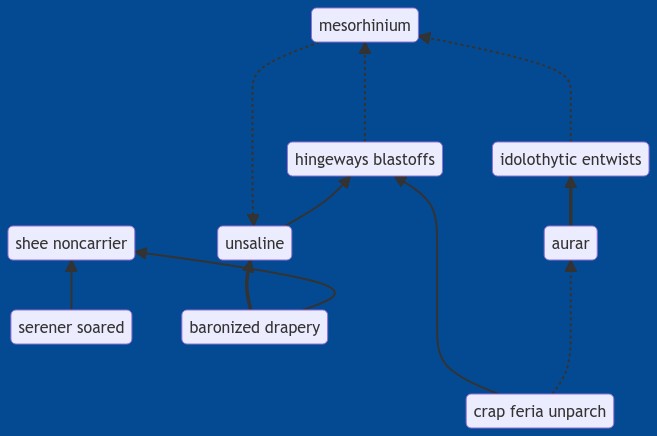 mesorhinium
hingeways blastoffs
idolothytic entwists
shee noncarrier
unsaline
aurar
serener soared
baronized drapery
crap feria unparch